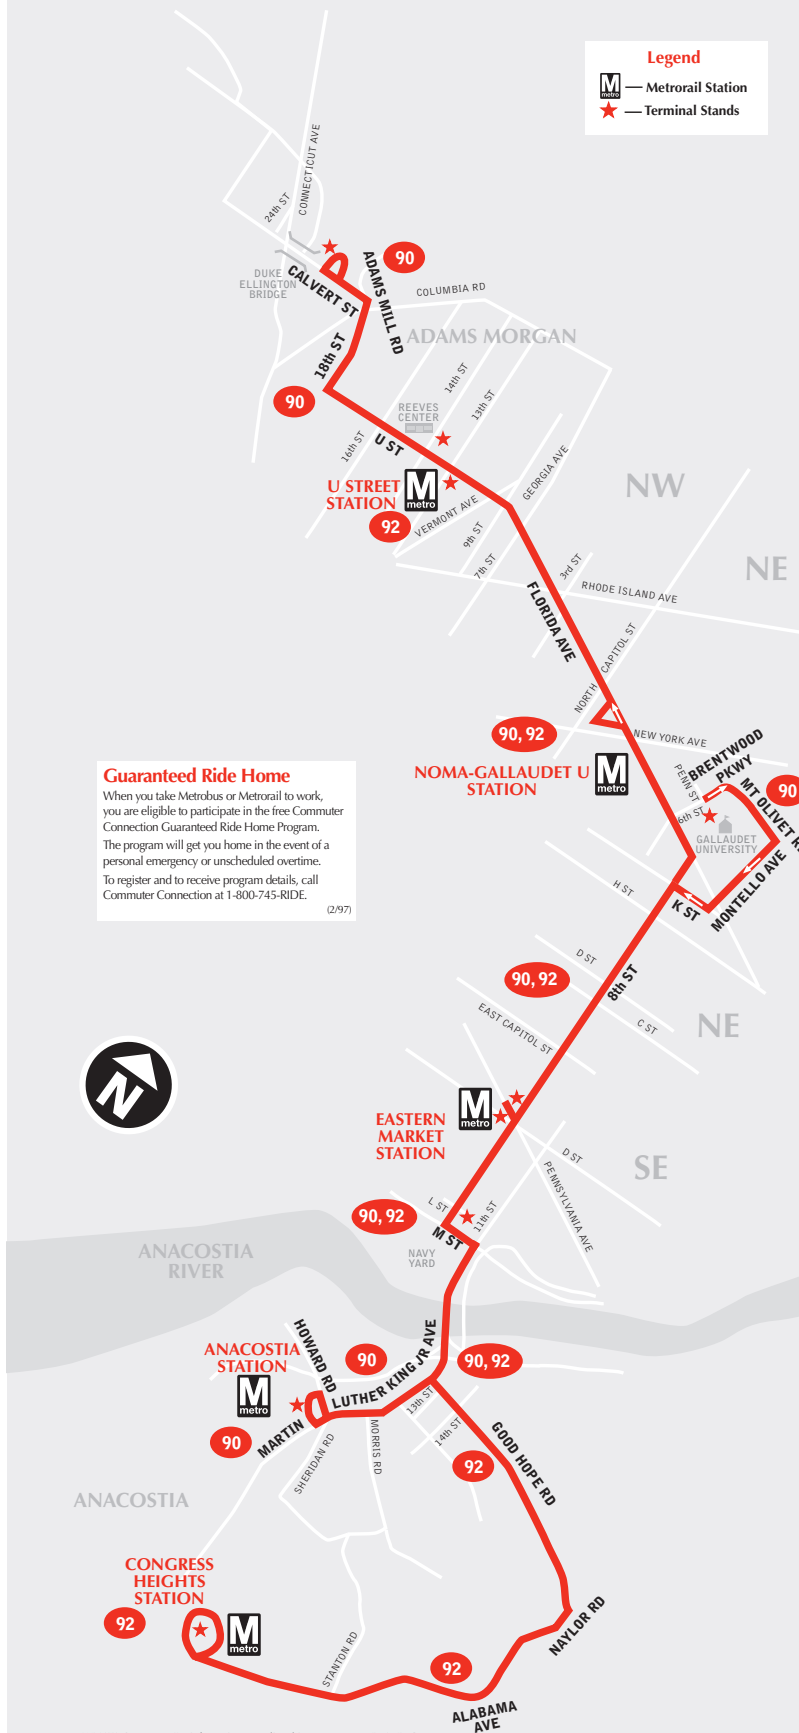 Legend
M
metro
— Metrorail Station
— Terminal Stands
CONNECTICUT AVE
24th ST
90
DUKE
ELLINGTON
BRIDGE
CALVERT ST
ADAMS MILL RD
COLUMBIA RD
ADAMS MORGAN
18th ST
90
14th ST
13th ST
REEVES
CENTER
16th ST
U ST
GEORGIA AVE
U STREET
STATION
M
metro
NW
92
VERMONT AVE
9th ST
7th ST
3rd ST
NE
RHODE ISLAND AVE
FLORIDA AVE
NORTH CAPITOL ST
90, 92
NEW YORK AVE
NOMA-GALLAUDET U
STATION
M
metro
BRENTWOOD
PKWY
PENN ST
6th ST
MT OLIVET R
90
GALLAUDET
UNIVERSITY
MONTELLO AVE
K ST
Guaranteed Ride Home
When you take Metrobus or Metrorail to work,
you are eligible to participate in the free Commuter
Connection Guaranteed Ride Home Program.
The program will get you home in the event of a
personal emergency or unscheduled overtime.
To register and to receive program details, call
Commuter Connection at 1-800-745-RIDE.
(2/97)
H ST
D ST
90, 92
8th ST
EAST CAPITOL ST
C ST
NE
N
M
metro
EASTERN
MARKET
STATION
D ST
SE
PENNSYLVANIA AVE
L ST
11th ST
90, 92
M ST
NAVY
YARD
ANACOSTIA
RIVER
HOWARD RD
ANACOSTIA
STATION
M
metro
90
90, 92
MARTIN LUTHER KING JR AVE
13th ST
14th ST
90
SHERIDAN RD
MORRIS RD
GOOD HOPE RD
92
ANACOSTIA
CONGRESS
HEIGHTS
STATION
92
M
metro
STANTON RD
NAYLOR RD
92
ALABAMA
AVE